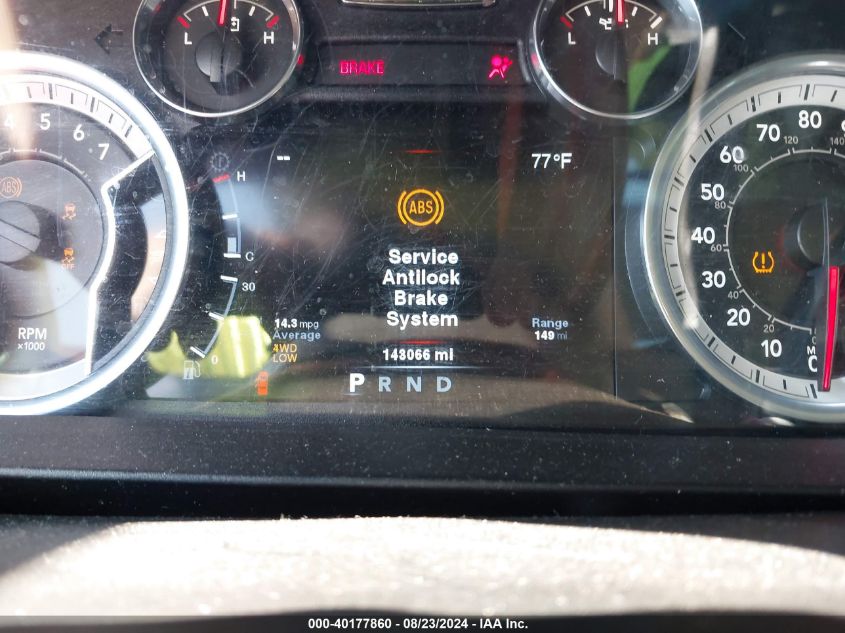 L H
BRAKE
L H
4 5 6 7
ABS
OFF
RPM
x1000
H
C
30
0
--
77°F
ABS
Service
Antilock
Brake
System
14.3 mpg
Average
4WD
LOW
Range
149 mi
143066 mi
P R N D
10 20 30 40 50 60 70 80
20 60 80 100 120 140
000-40177860 - 08/23/2024 - IAA Inc.